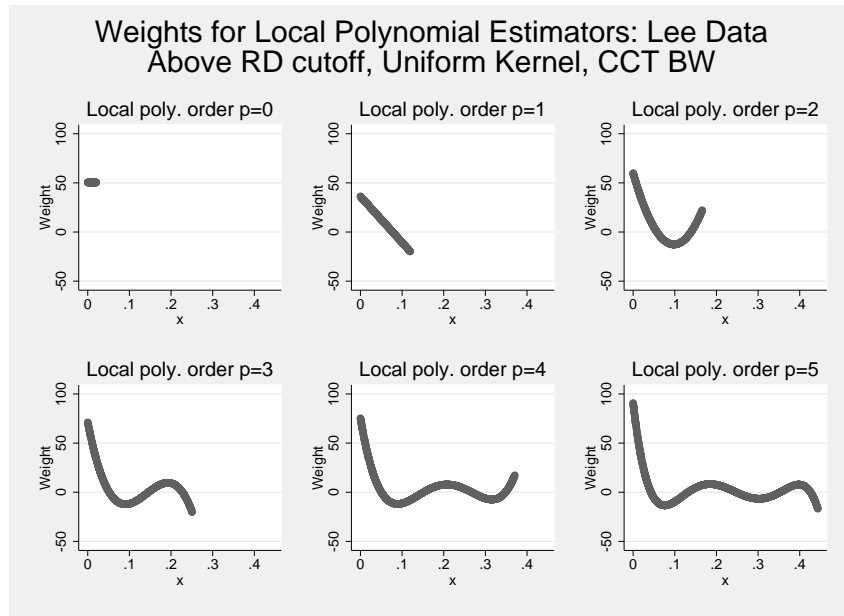 Weights for Local Polynomial Estimators: Lee Data
Above RD cutoff, Uniform Kernel, CCT BW
Local poly. order p=0
100
50
0
-50
Weight
0 .1 .2 .3 .4
x
Local poly. order p=1
100
50
0
-50
Weight
0 .1 .2 .3 .4
x
Local poly. order p=2
100
50
0
-50
Weight
0 .1 .2 .3 .4
x
Local poly. order p=3
100
50
0
-50
Weight
0 .1 .2 .3 .4
x
Local poly. order p=4
100
50
0
-50
Weight
0 .1 .2 .3 .4
x
Local poly. order p=5
100
50
0
-50
Weight
0 .1 .2 .3 .4
x